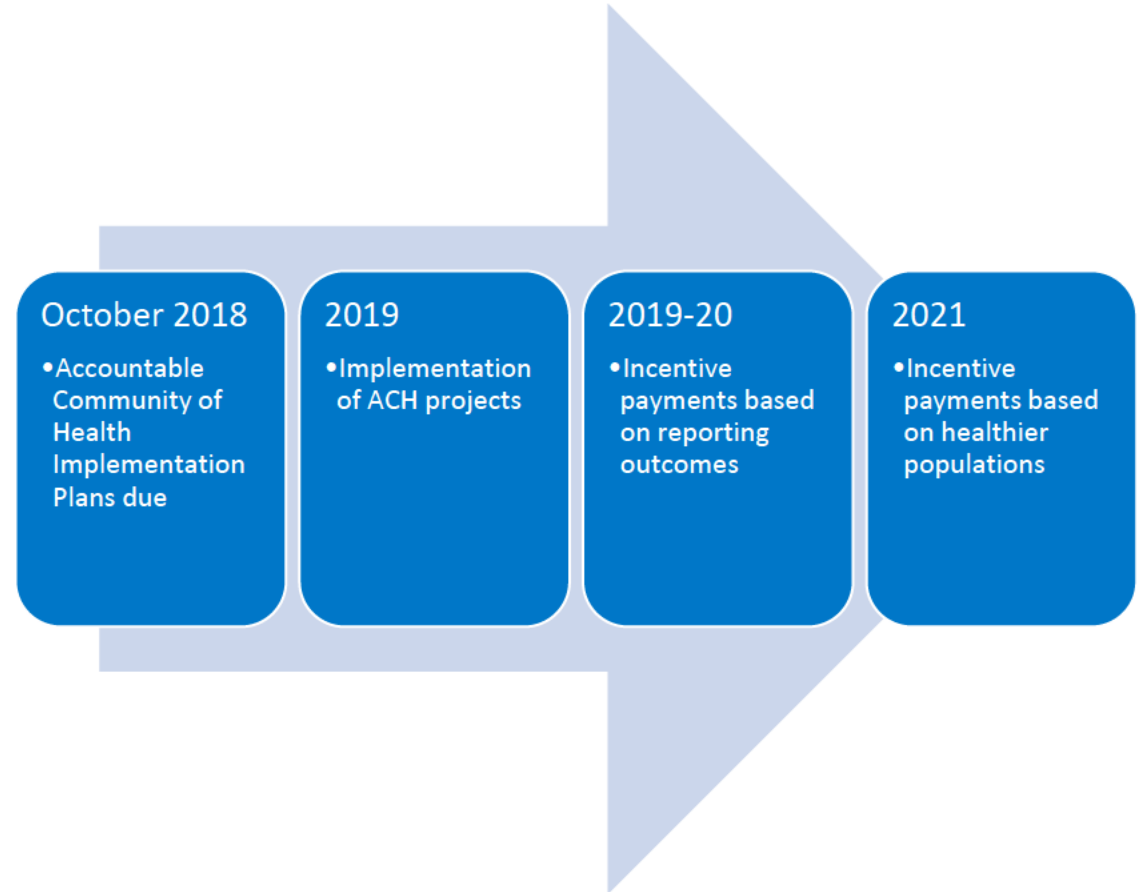 October 2018
•Accountable
Community of
Health
Implementation
Plans due
2019
•Implementation
of ACH projects
2019-20
•Incentive
payments based
on reporting
outcomes
2021
•Incentive
payments based
on healthier
populations